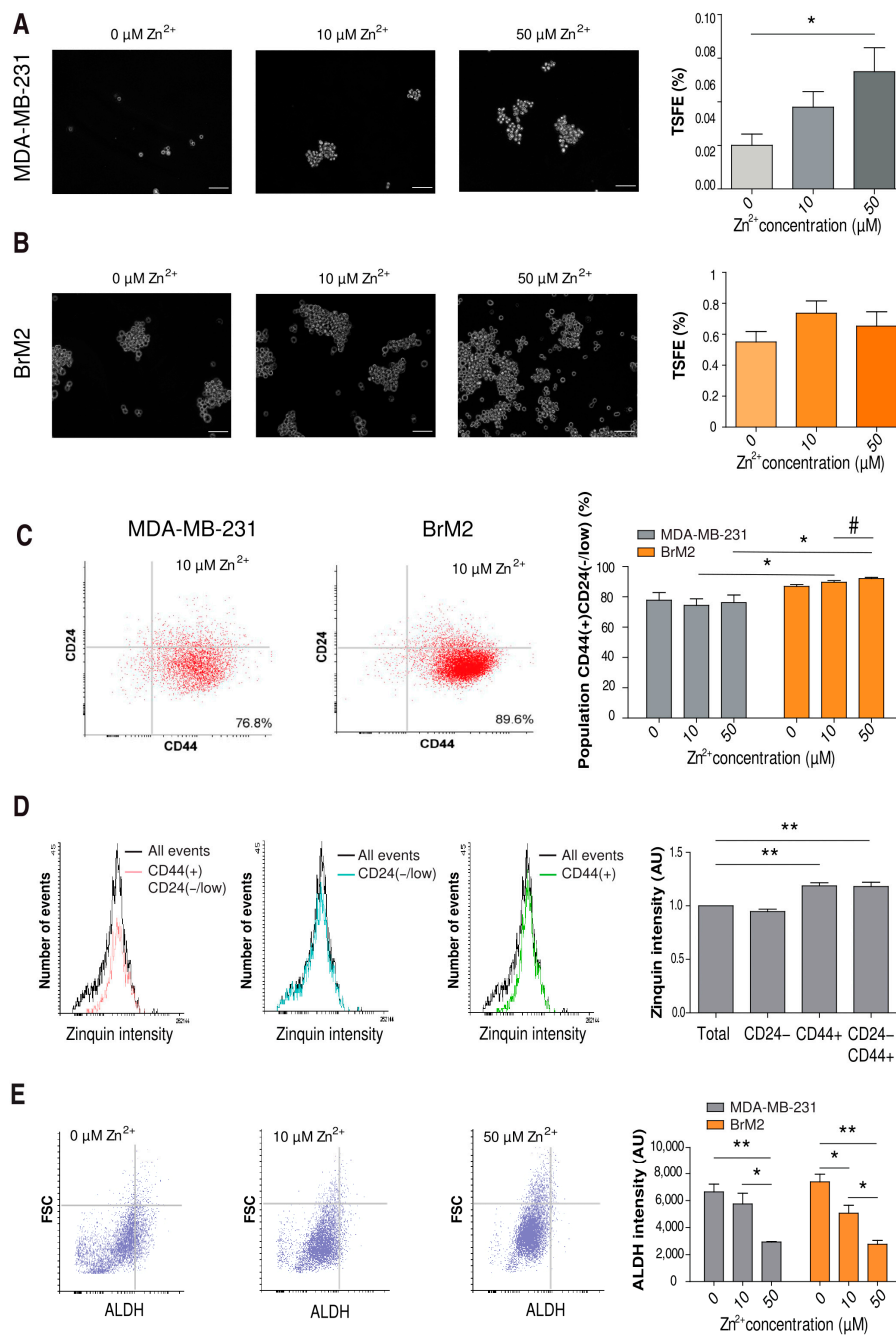 A
MDA-MB-231
0 µM Zn2+
10 µM Zn2+
50 µM Zn2+
TSFE (%)
0.08
0.06
0.04
0.02
0.00
*
0
10
50
Zn2+concentration (µM)
B
BrM2
0 µM Zn2+
10 µM Zn2+
50 µM Zn2+
TSFE (%)
1
0.8
0.6
0.4
0.2
0
0
10
50
Zn2+concentration (µM)
C
MDA-MB-231
10 µM Zn2+
CD24
76.8%
CD44
BrM2
10 µM Zn2+
CD24
89.6%
CD44
Population CD44(+)CD24(-/low) (%)
MDA-MB-231
BrM2
*
*
#
100
80
60
40
20
0
0
10
50
0
10
50
Zn2+concentration (µM)
D
45
Number of events
All events
CD44(+)
CD24(−/low)
Zinquin intensity
262144
45
Number of events
All events
CD24(−/low)
Zinquin intensity
262144
45
Number of events
All events
CD44(+)
Zinquin intensity
262144
Zinquin intensity (AU)
1.5
1.0
0.5
0.0
**
**
Total
CD24−
CD44+
CD24−
CD44+
E
0 µM Zn2+
FSC
ALDH
10 µM Zn2+
FSC
ALDH
50 µM Zn2+
FSC
ALDH
MDA-MB-231
BrM2
ALDH intensity (AU)
10,000
8,000
6,000
4,000
2,000
0
**
*
**
*
*
0
10
50
0
10
50
Zn2+concentration (µM)